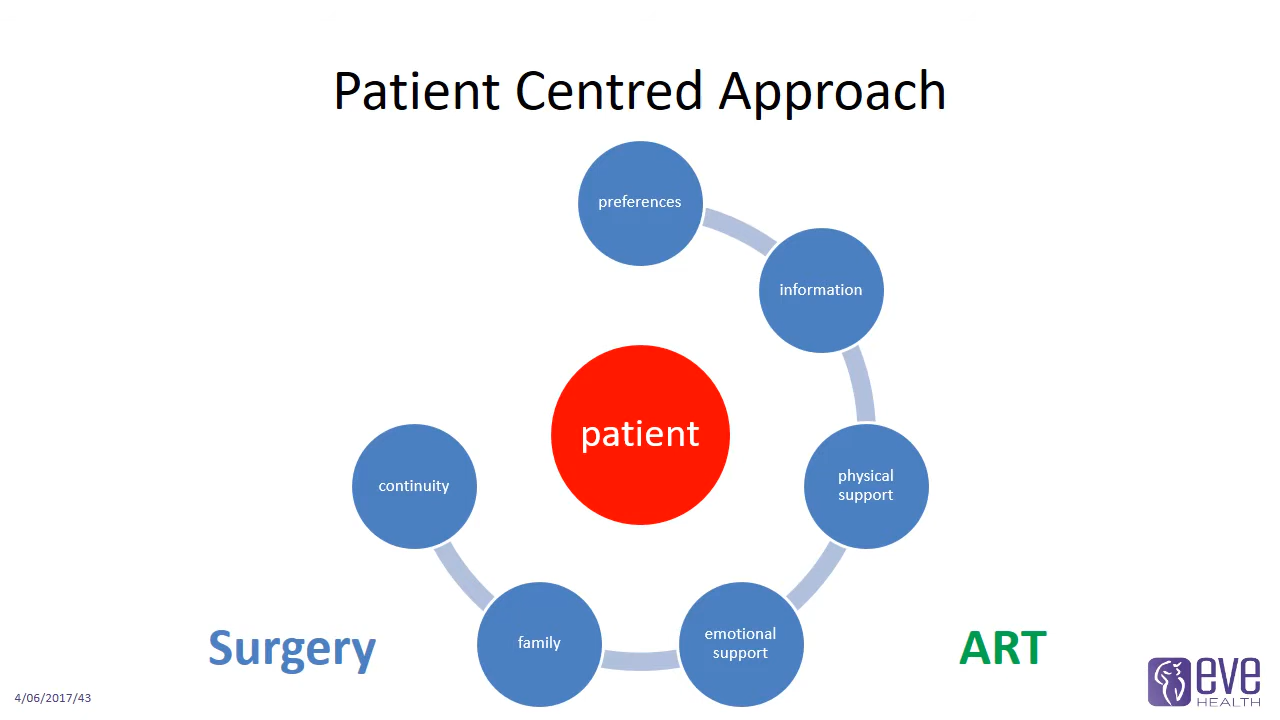 Patient Centred Approach
preferences
information
physical
support
emotional
support
family
continuity
patient
Surgery
ART
4/06/2017/43
eve
HEALTH